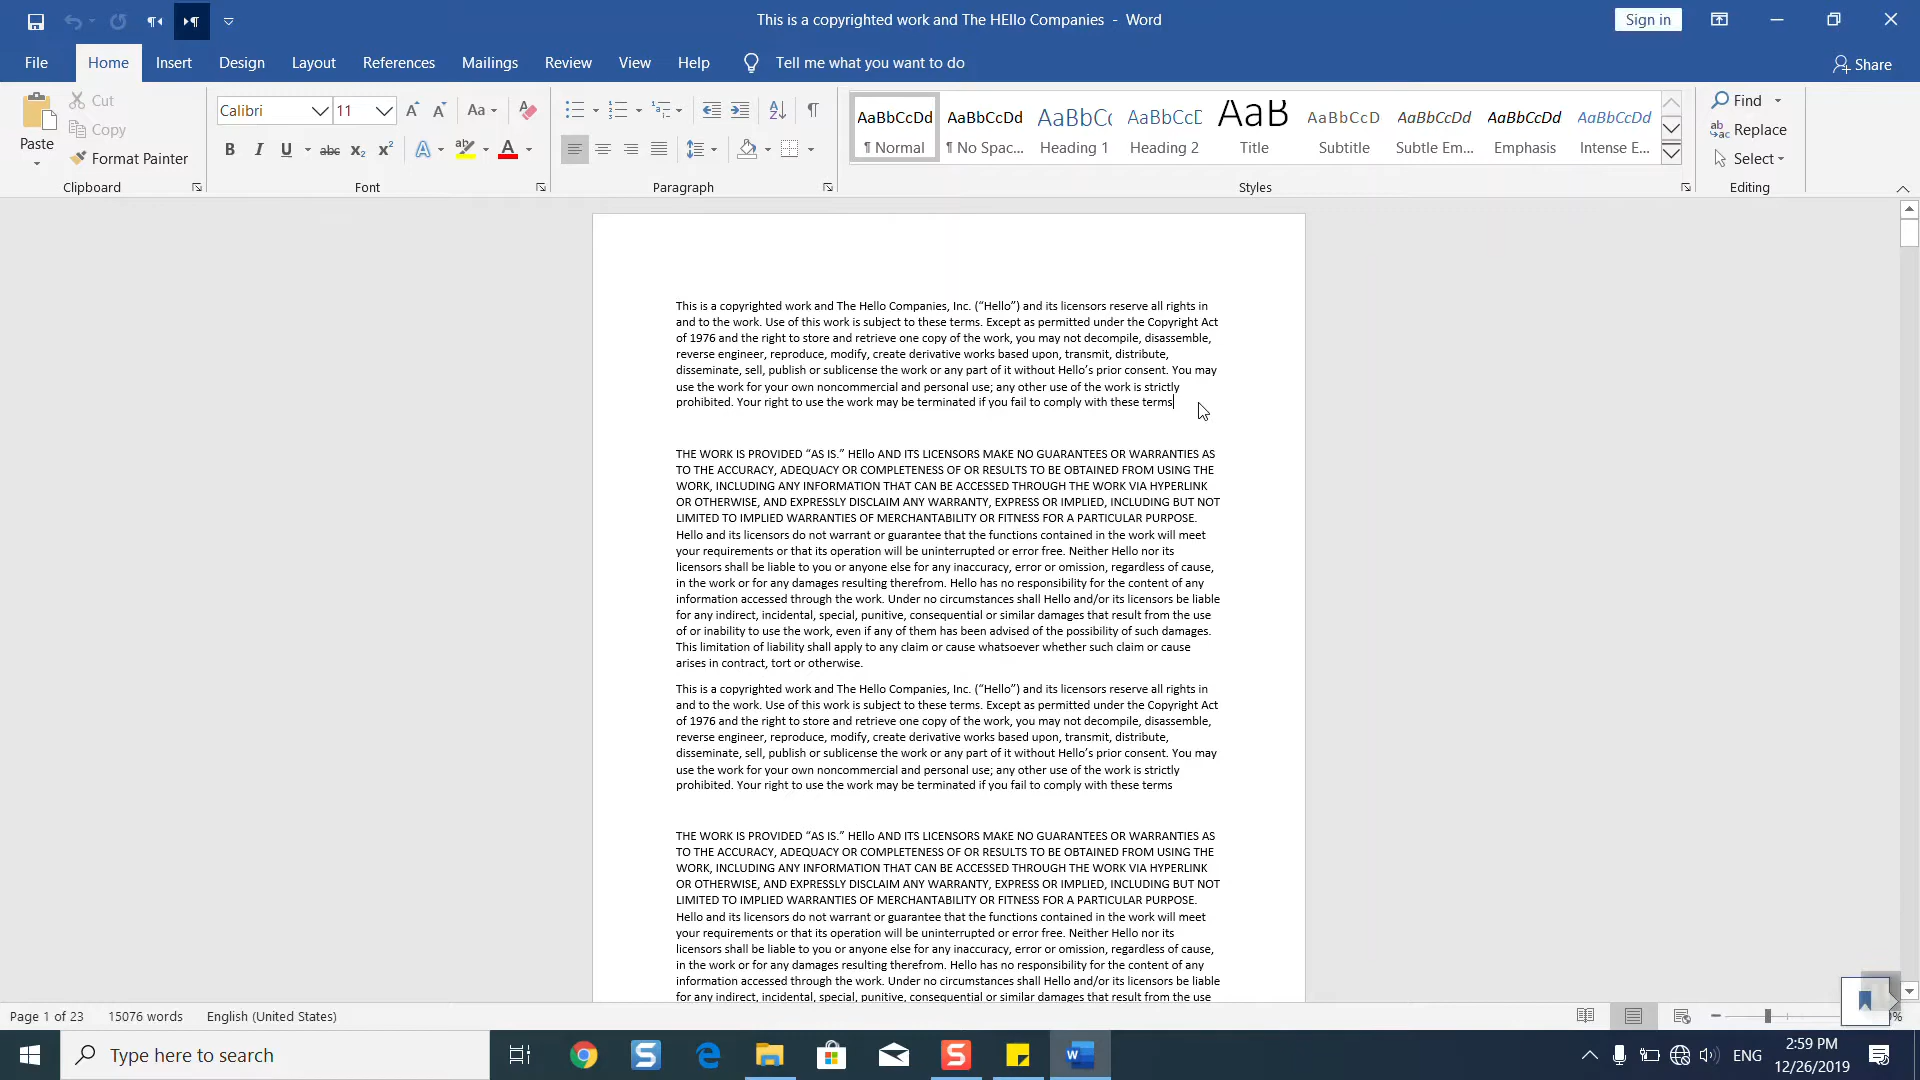 This is a copyrighted work and The HEllo Companies - Word
Sign in
File Home Insert Design Layout References Mailings Review View Help Tell me what you want to do
Share
Paste
Cut
Copy
Format Painter
Clipboard
Calibri 11
Aa
B I U abc x₂ x² A A
Font
Paragraph
AaBbCcDd AaBbCcDd AaBbCc AaBbCcC AaB AaBbCcD AaBbCcDd AaBbCcDd AaBbCcDd
¶ Normal ¶ No Spac... Heading 1 Heading 2 Title Subtitle Subtle Em... Emphasis Intense E...
Styles
Find
Replace
Select
Editing
This is a copyrighted work and The Hello Companies, Inc. (“Hello”) and its licensors reserve all rights in
and to the work. Use of this work is subject to these terms. Except as permitted under the Copyright Act
of 1976 and the right to store and retrieve one copy of the work, you may not decompile, disassemble,
reverse engineer, reproduce, modify, create derivative works based upon, transmit, distribute,
disseminate, sell, publish or sublicense the work or any part of it without Hello’s prior consent. You may
use the work for your own noncommercial and personal use; any other use of the work is strictly
prohibited. Your right to use the work may be terminated if you fail to comply with these terms
THE WORK IS PROVIDED “AS IS.” HEllo AND ITS LICENSORS MAKE NO GUARANTEES OR WARRANTIES AS
TO THE ACCURACY, ADEQUACY OR COMPLETENESS OF OR RESULTS TO BE OBTAINED FROM USING THE
WORK, INCLUDING ANY INFORMATION THAT CAN BE ACCESSED THROUGH THE WORK VIA HYPERLINK
OR OTHERWISE, AND EXPRESSLY DISCLAIM ANY WARRANTY, EXPRESS OR IMPLIED, INCLUDING BUT NOT
LIMITED TO IMPLIED WARRANTIES OF MERCHANTABILITY OR FITNESS FOR A PARTICULAR PURPOSE.
Hello and its licensors do not warrant or guarantee that the functions contained in the work will meet
your requirements or that its operation will be uninterrupted or error free. Neither Hello nor its
licensors shall be liable to you or anyone else for any inaccuracy, error or omission, regardless of cause,
in the work or for any damages resulting therefrom. Hello has no responsibility for the content of any
information accessed through the work. Under no circumstances shall Hello and/or its licensors be liable
for any indirect, incidental, special, punitive, consequential or similar damages that result from the use
of or inability to use the work, even if any of them has been advised of the possibility of such damages.
This limitation of liability shall apply to any claim or cause whatsoever whether such claim or cause
arises in contract, tort or otherwise.
This is a copyrighted work and The Hello Companies, Inc. (“Hello”) and its licensors reserve all rights in
and to the work. Use of this work is subject to these terms. Except as permitted under the Copyright Act
of 1976 and the right to store and retrieve one copy of the work, you may not decompile, disassemble,
reverse engineer, reproduce, modify, create derivative works based upon, transmit, distribute,
disseminate, sell, publish or sublicense the work or any part of it without Hello’s prior consent. You may
use the work for your own noncommercial and personal use; any other use of the work is strictly
prohibited. Your right to use the work may be terminated if you fail to comply with these terms
THE WORK IS PROVIDED “AS IS.” HEllo AND ITS LICENSORS MAKE NO GUARANTEES OR WARRANTIES AS
TO THE ACCURACY, ADEQUACY OR COMPLETENESS OF OR RESULTS TO BE OBTAINED FROM USING THE
WORK, INCLUDING ANY INFORMATION THAT CAN BE ACCESSED THROUGH THE WORK VIA HYPERLINK
OR OTHERWISE, AND EXPRESSLY DISCLAIM ANY WARRANTY, EXPRESS OR IMPLIED, INCLUDING BUT NOT
LIMITED TO IMPLIED WARRANTIES OF MERCHANTABILITY OR FITNESS FOR A PARTICULAR PURPOSE.
Hello and its licensors do not warrant or guarantee that the functions contained in the work will meet
your requirements or that its operation will be uninterrupted or error free. Neither Hello nor its
licensors shall be liable to you or anyone else for any inaccuracy, error or omission, regardless of cause,
in the work or for any damages resulting therefrom. Hello has no responsibility for the content of any
information accessed through the work. Under no circumstances shall Hello and/or its licensors be liable
for any indirect, incidental, special, punitive, consequential or similar damages that result from the use
Page 1 of 23 15076 words English (United States)
Type here to search
ENG
2:59 PM
12/26/2019